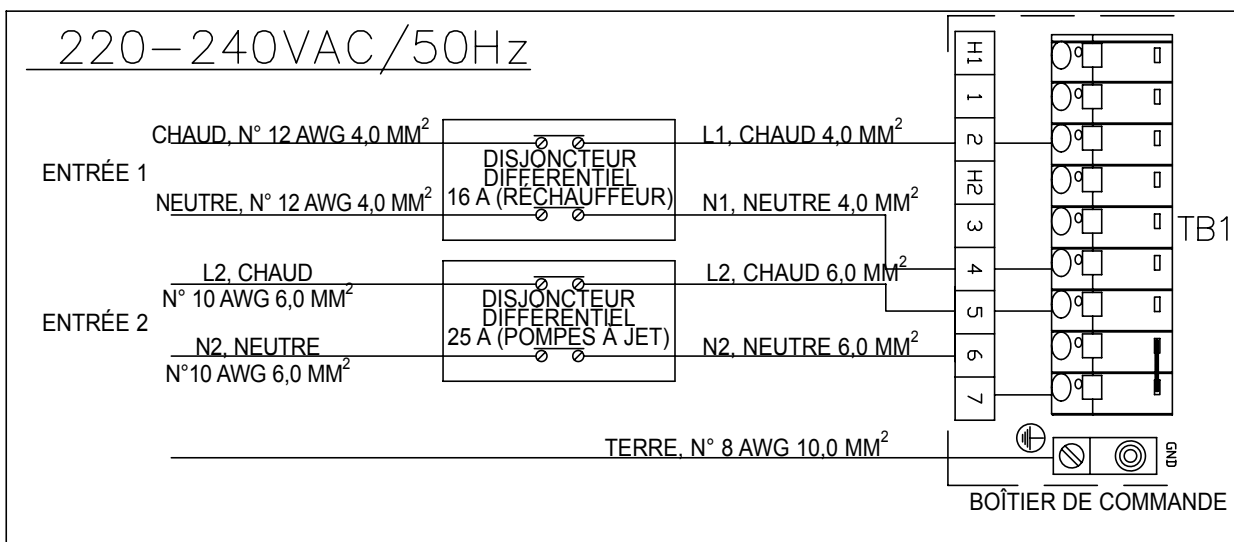 220-240VAC/50Hz
ENTRÉE 1
CHAUD, N° 12 AWG 4,0 MM²
NEUTRE, N° 12 AWG 4,0 MM²
DISJONCTEUR
DIFFÉRENTIEL
16 A (RÉCHAUFFEUR)
L1, CHAUD 4,0 MM²
N1, NEUTRE 4,0 MM²
ENTRÉE 2
L2, CHAUD
N° 10 AWG 6,0 MM²
N2, NEUTRE
N°10 AWG 6,0 MM²
DISJONCTEUR
DIFFÉRENTIEL
25 A (POMPES À JET)
L2, CHAUD 6,0 MM²
N2, NEUTRE 6,0 MM²
TERRE, N° 8 AWG 10,0 MM²
H1
1
2
H2
3
4
5
6
7
TB1
GND
BOÎTIER DE COMMANDE